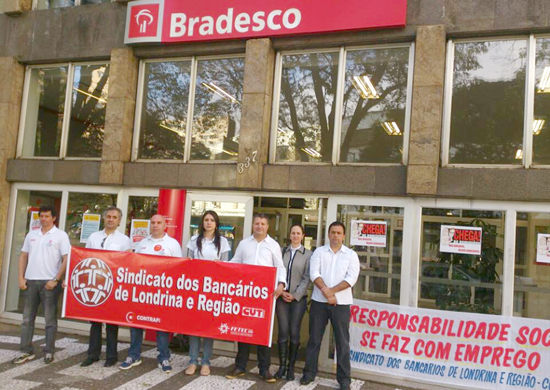 Bradesco
337
Sindicato dos Bancários
de Londrina e Região
CUT
CONTRAF
FETEC
CHEGA
CHEGA
RESPONSABILIDADE SOC
SE FAZ COM EMPREGO
SINDICATO DOS BANCÁRIOS DE LONDRINA E REGIÃO - CU